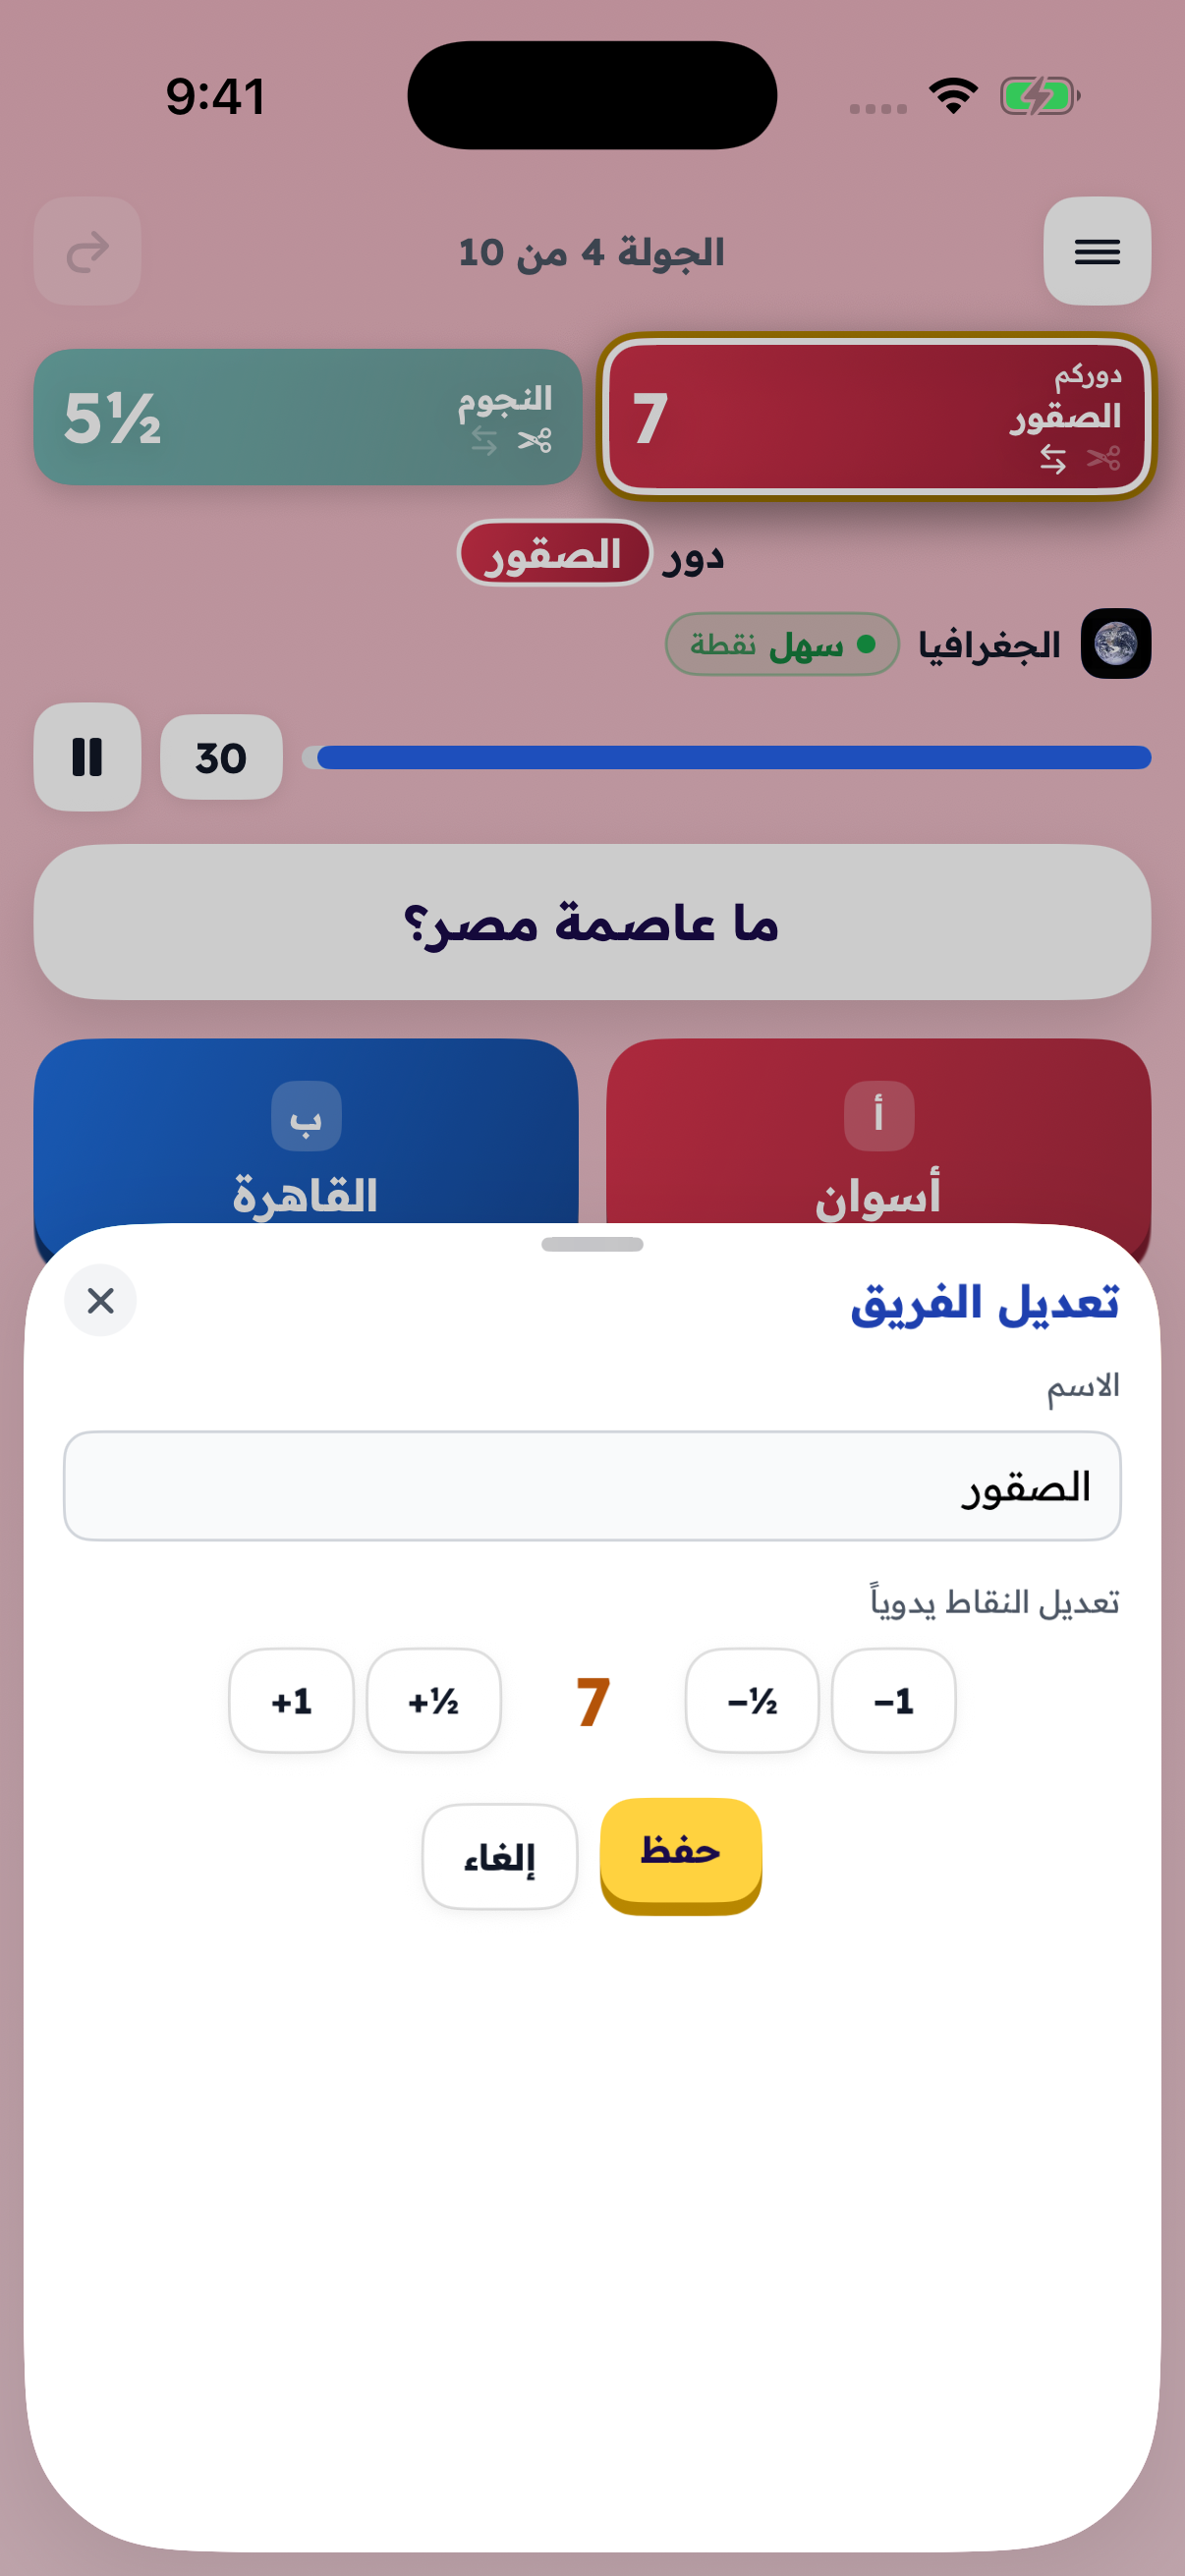 9:41
الجولة 4 من 10
دوركم
الصقور
7
النجوم
5½
دور الصقور
الجغرافيا
سهل نقطة
30
ما عاصمة مصر؟
أ
أسوان
ب
القاهرة
تعديل الفريق
الاسم
الصقور
تعديل النقاط يدوياً
−1 −½ 7 +½ +1
حفظ إلغاء